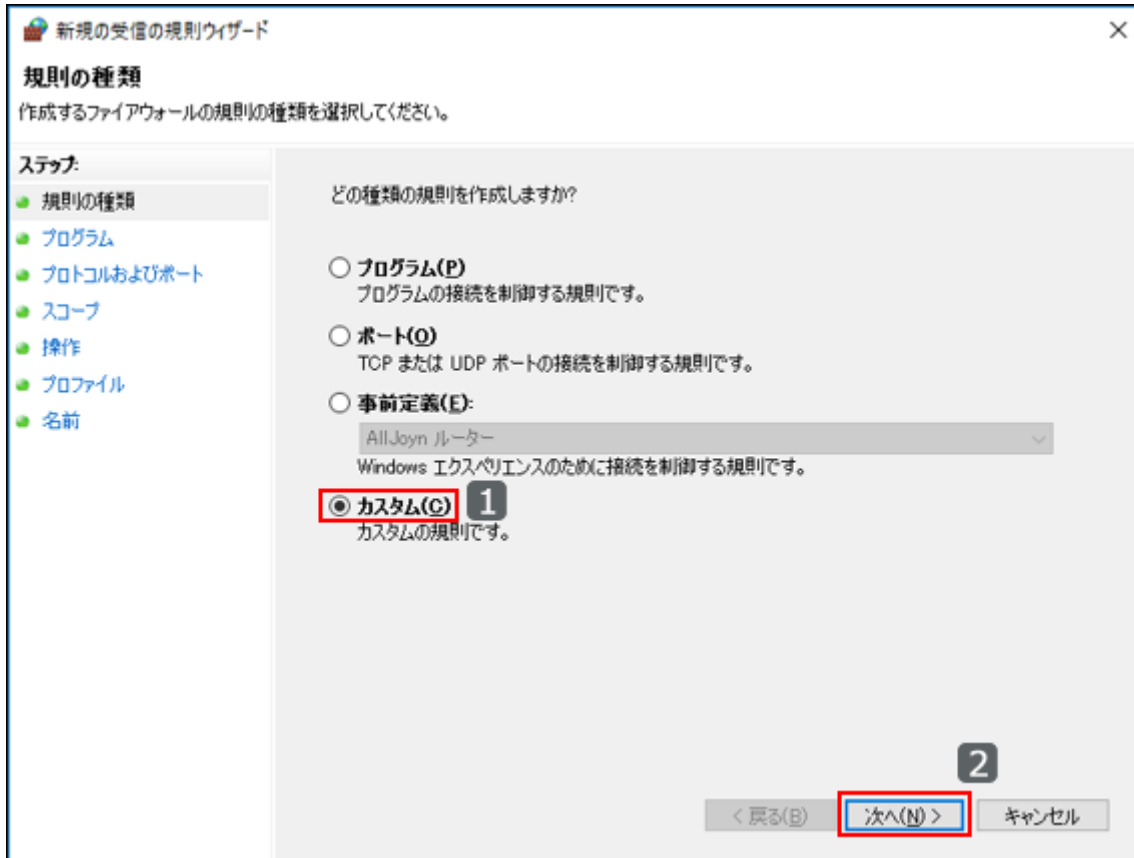 新規の受信の規則ウィザード
規則の種類
作成するファイアウォールの規則の種類を選択してください。
ステップ:
規則の種類
プログラム
プロトコルおよびポート
スコープ
操作
プロファイル
名前
どの種類の規則を作成しますか?
プログラム(P)
プログラムの接続を制御する規則です。
ポート(O)
TCP または UDP ポートの接続を制御する規則です。
事前定義(E):
AllJoyn ルーター
Windows エクスペリエンスのために接続を制御する規則です。
カスタム(C) 1
カスタムの規則です。
2
< 戻る(B) 次へ(N) > キャンセル